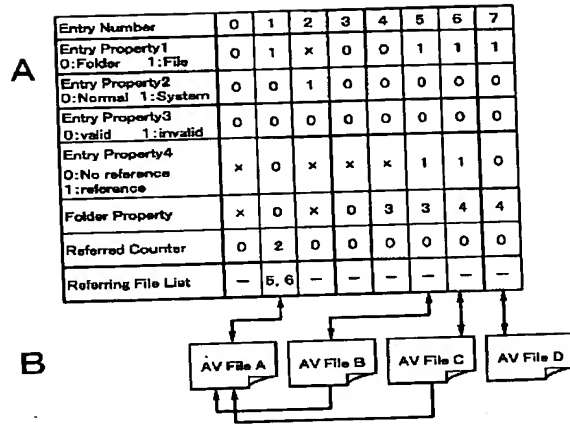 Entry Number 0 1 2 3 4 5 6 7
A
Entry Property1
0:Folder 1:File
0 1 × 0 0 1 1 1
Entry Property2
0:Normal 1:System
0 0 1 0 0 0 0 0
Entry Property3
0:valid 1:invalid
0 0 0 0 0 0 0 0
Entry Property4
0:No reference
1:reference
× 0 × × × 1 1 0
Folder Property × 0 × 0 3 3 4 4
Referred Counter 0 2 0 0 0 0 0 0
Referring File List – 5, 6 – – – – – –
B
AV File A AV File B AV File C AV File D